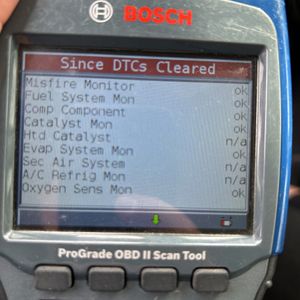 BOSCH
Since DTCs Cleared
Misfire Monitor ok
Fuel System Mon ok
Comp Component ok
Catalyst Mon ok
Htd Catalyst n/a
Evap System Mon ok
Sec Air System n/a
A/C Refrig Mon n/a
Oxygen Sens Mon ok
ProGrade OBD II Scan Tool